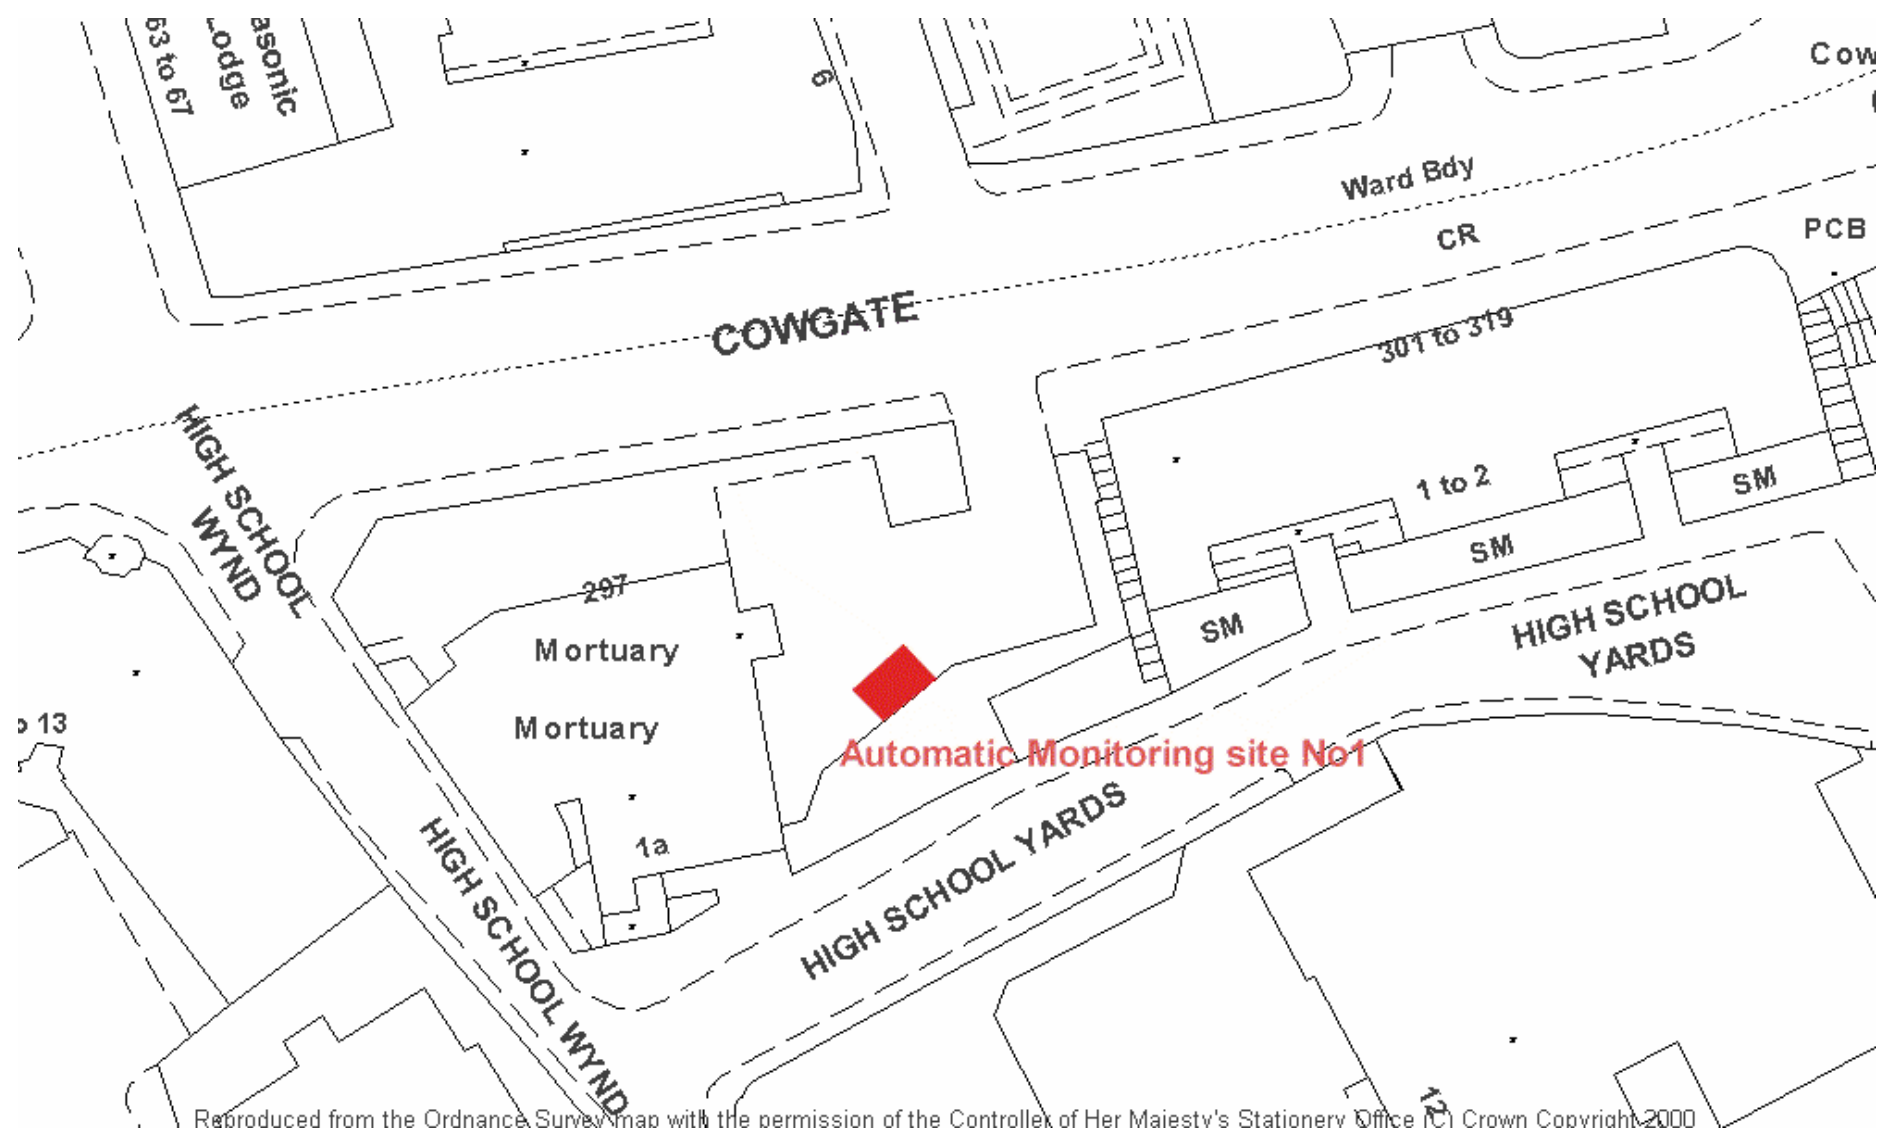 63 to 67
Lodge
asonic
6
Cow
Ward Bdy
CR
PCB
COWGATE
301 to 319
HIGH SCHOOL
WYND
1 to 2
SM
SM
SM
297
Mortuary
HIGH SCHOOL
YARDS
Mortuary
13
Automatic Monitoring site No1
1a
HIGH SCHOOL YARDS
HIGH SCHOOL WYND
12
Reproduced from the Ordnance Survey map with the permission of the Controller of Her Majesty's Stationery Office (C) Crown Copyright 2000